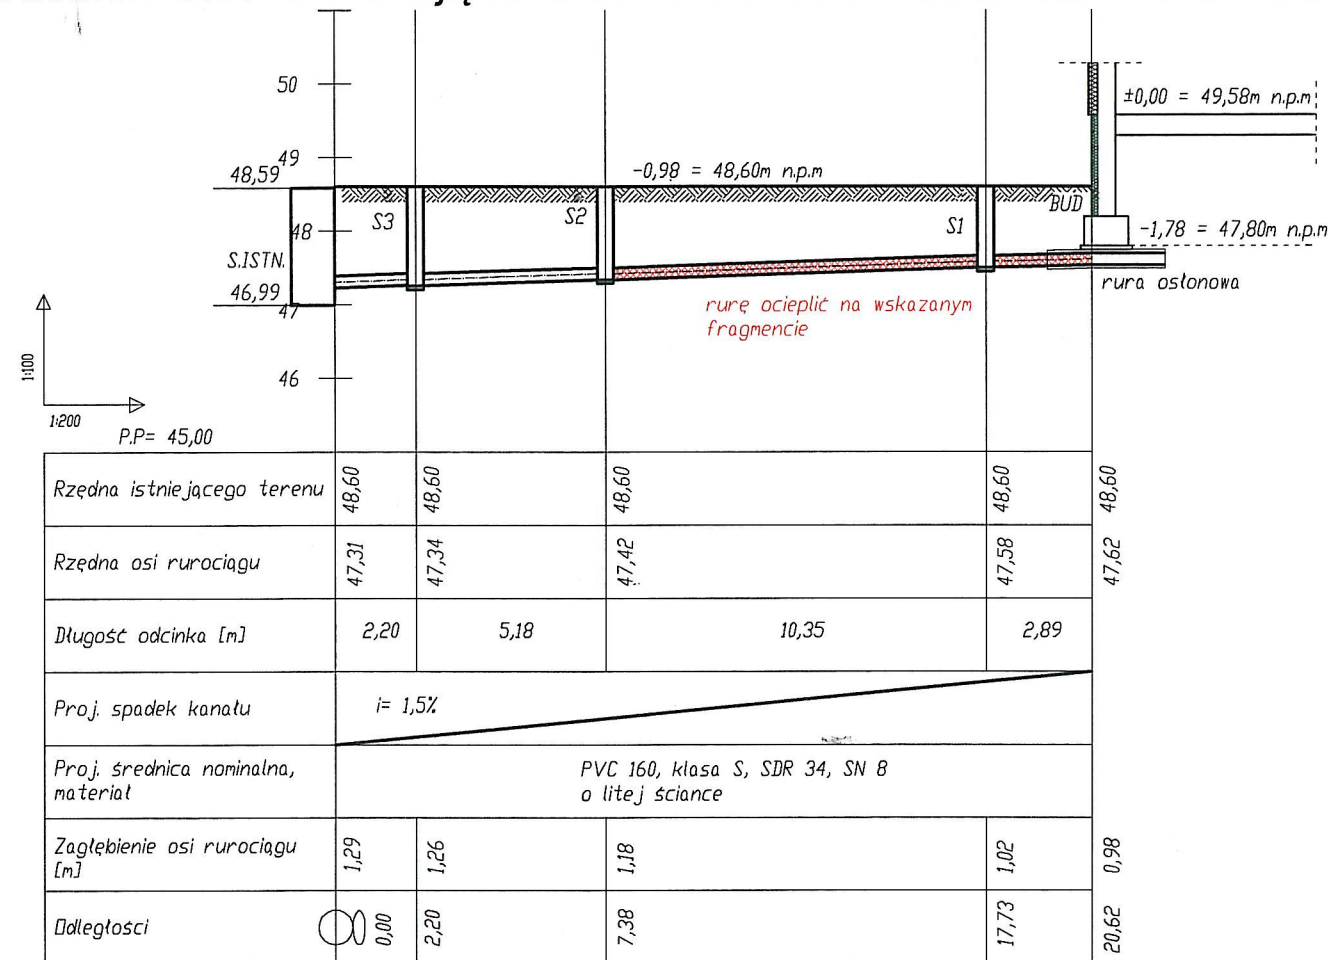 50
±0,00 = 49,58m n.p.m
49
48,59
-0,98 = 48,60m n.p.m
S3
S2
S1
BUD
48
-1,78 = 47,80m n.p.m
S.ISTN.
46,99
47
rura osłonowa
rurę ocieplić na wskazanym
fragmencie
1:100
46
1:200
P.P= 45,00
Rzędna istniejącego terenu 48,60 48,60 48,60 48,60 48,60
Rzędna osi rurociągu 47,31 47,34 47,42 47,58 47,62
Długość odcinka [m] 2,20 5,18 10,35 2,89
Proj. spadek kanału i= 1,5%
Proj. średnica nominalna,
materiał
PVC 160, klasa S, SDR 34, SN 8
o litej ściance
Zagłębienie osi rurociągu
[m]
1,29 1,26 1,18 1,02 0,98
Odległości 0,00 2,20 7,38 17,73 20,62